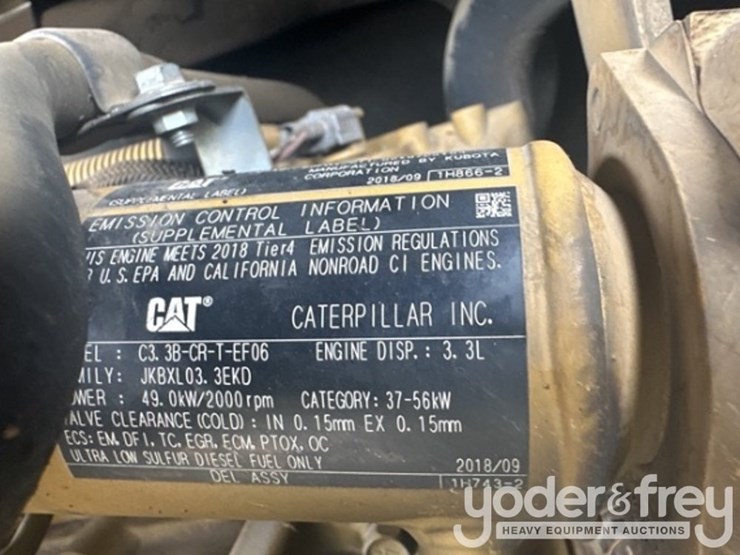 MANUFACTURED BY KUBOTA
CORPORATION 2018/09 1H866-2
CAT
(SUPPLEMENTAL LABEL)
EMISSION CONTROL INFORMATION
(SUPPLEMENTAL LABEL)
ENGINE MEETS 2018 Tier4 EMISSION REGULATIONS
U.S. EPA AND CALIFORNIA NONROAD CI ENGINES.
CAT® CATERPILLAR INC.
C3.3B-CR-T-EF06 ENGINE DISP.: 3.3L
JKBXL03.3EKD
49.0kW/2000rpm CATEGORY: 37-56kW
CLEARANCE(COLD): IN 0.15mm EX 0.15mm
ECS: EM, DFI, TC, EGR, ECM, PTOX, OC
ULTRA LOW SULFUR DIESEL FUEL ONLY 2018/09
DEL ASSY 1H743-2
yoder&frey
HEAVY EQUIPMENT AUCTIONS